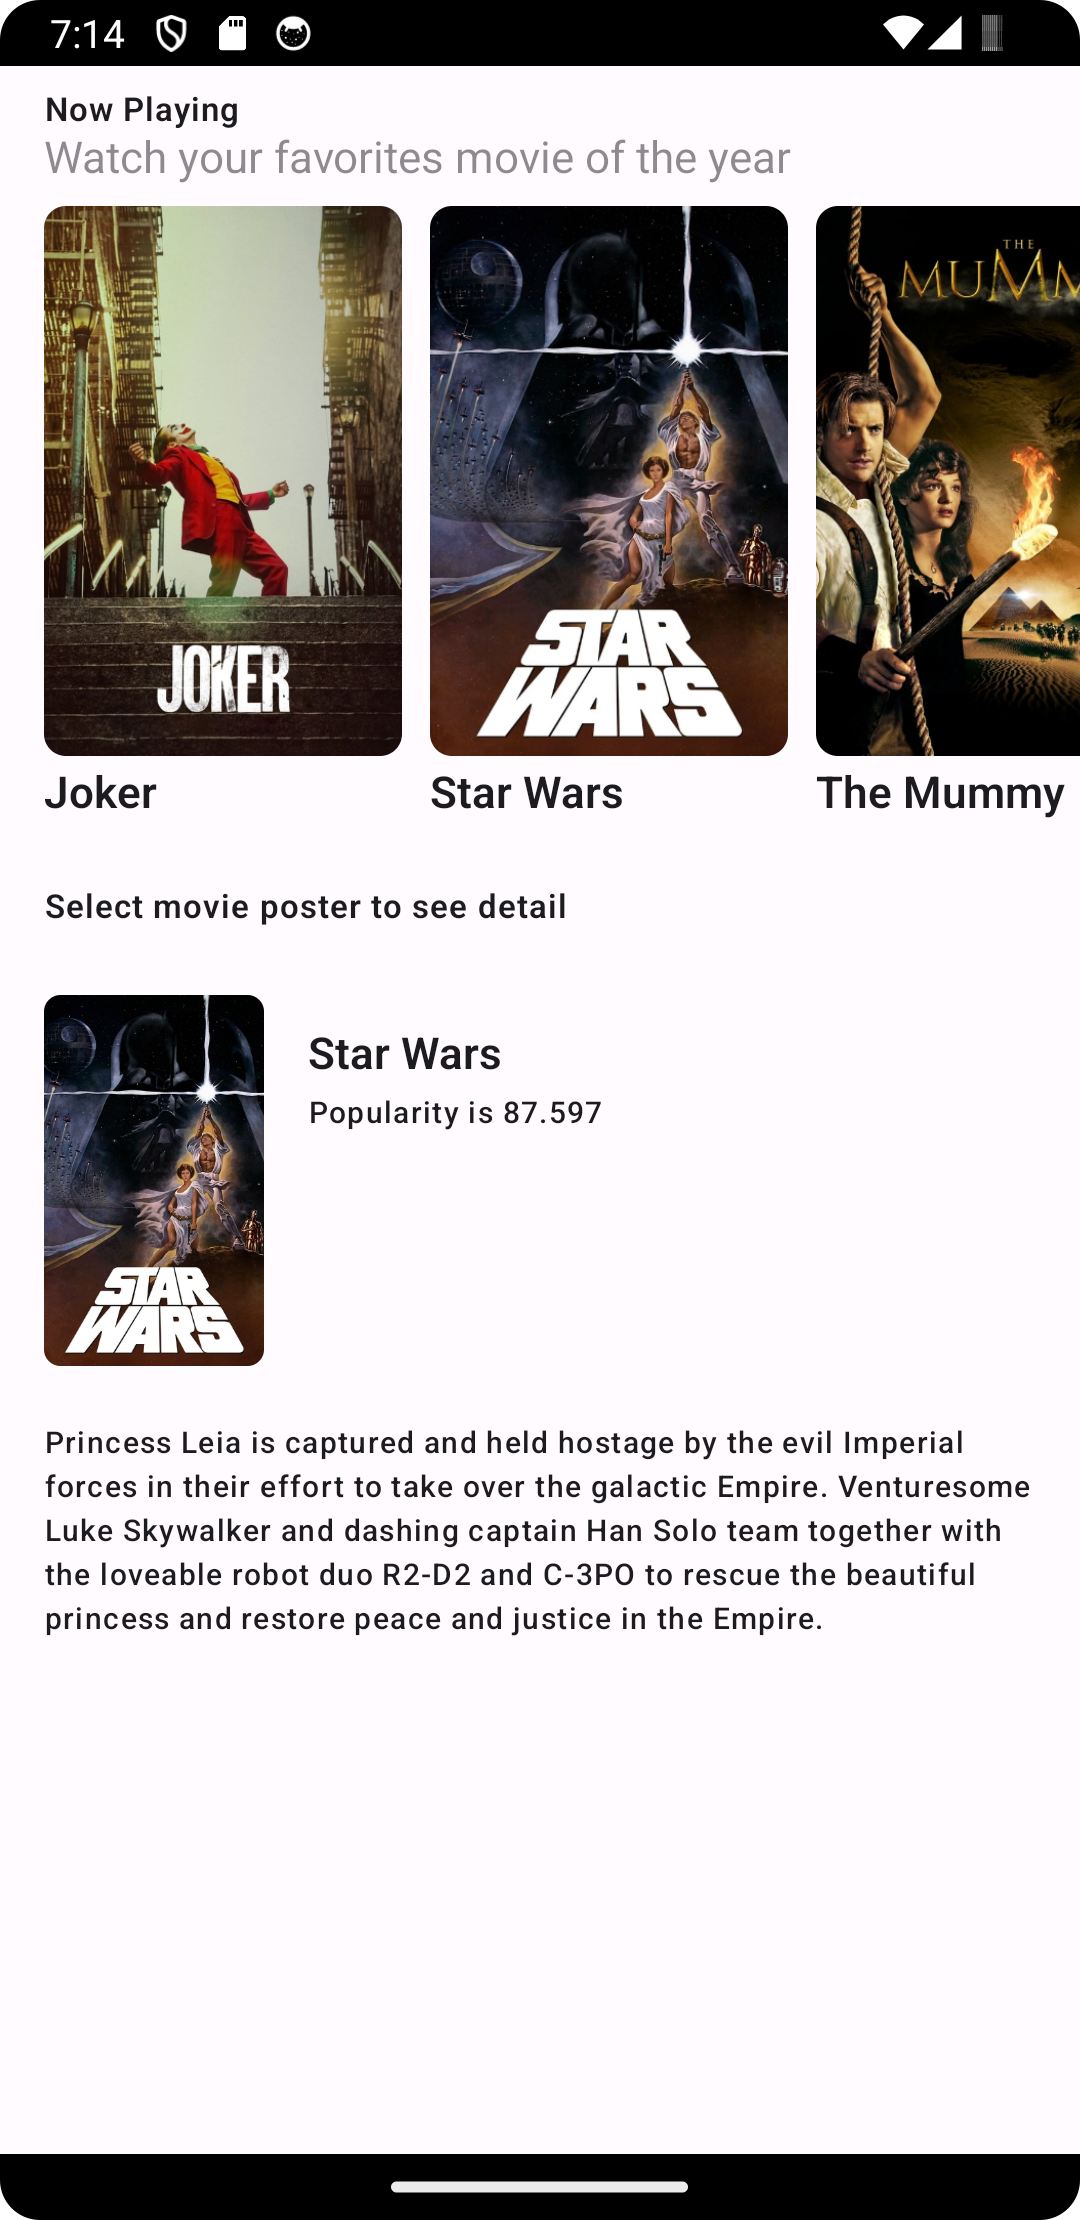 7:14
Now Playing
Watch your favorites movie of the year
JOKER
STAR
WARS
THE
MUMM
Joker
Star Wars
The Mummy
Select movie poster to see detail
STAR
WARS
Star Wars
Popularity is 87.597
Princess Leia is captured and held hostage by the evil Imperial
forces in their effort to take over the galactic Empire. Venturesome
Luke Skywalker and dashing captain Han Solo team together with
the loveable robot duo R2-D2 and C-3PO to rescue the beautiful
princess and restore peace and justice in the Empire.